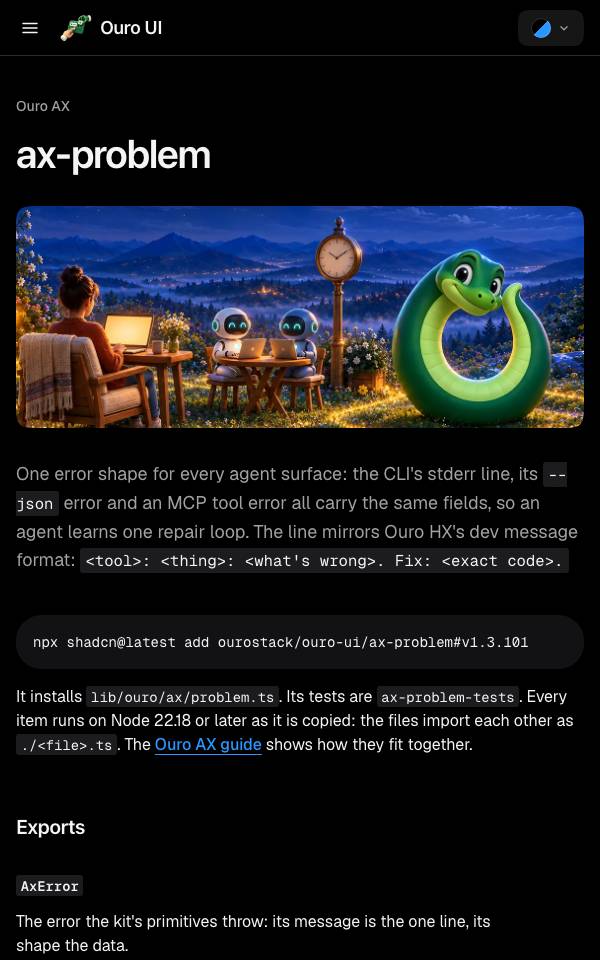 Ouro UI
Ouro AX
ax-problem
One error shape for every agent surface: the CLI's stderr line, its --
json error and an MCP tool error all carry the same fields, so an
agent learns one repair loop. The line mirrors Ouro HX's dev message
format: <tool>: <thing>: <what's wrong>. Fix: <exact code>.
npx shadcn@latest add ourostack/ouro-ui/ax-problem#v1.3.101
It installs lib/ouro/ax/problem.ts. Its tests are ax-problem-tests. Every
item runs on Node 22.18 or later as it is copied: the files import each other as
./<file>.ts. The Ouro AX guide shows how they fit together.
Exports
AxError
The error the kit's primitives throw: its message is the one line, its
shape the data.